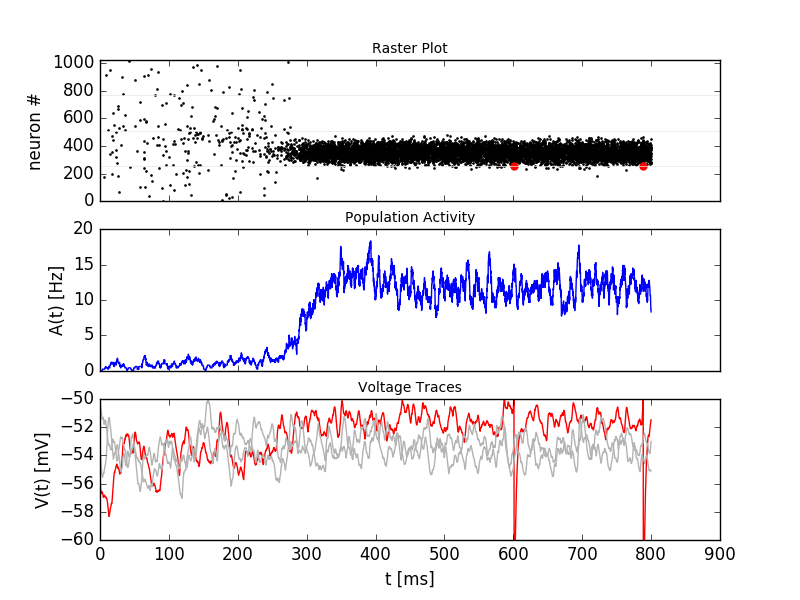 Raster Plot
1000
800
600
400
200
0
neuron #
Population Activity
20
15
10
5
0
A(t) [Hz]
Voltage Traces
−50
−52
−54
−56
−58
−60
V(t) [mV]
0 100 200 300 400 500 600 700 800 900
t [ms]